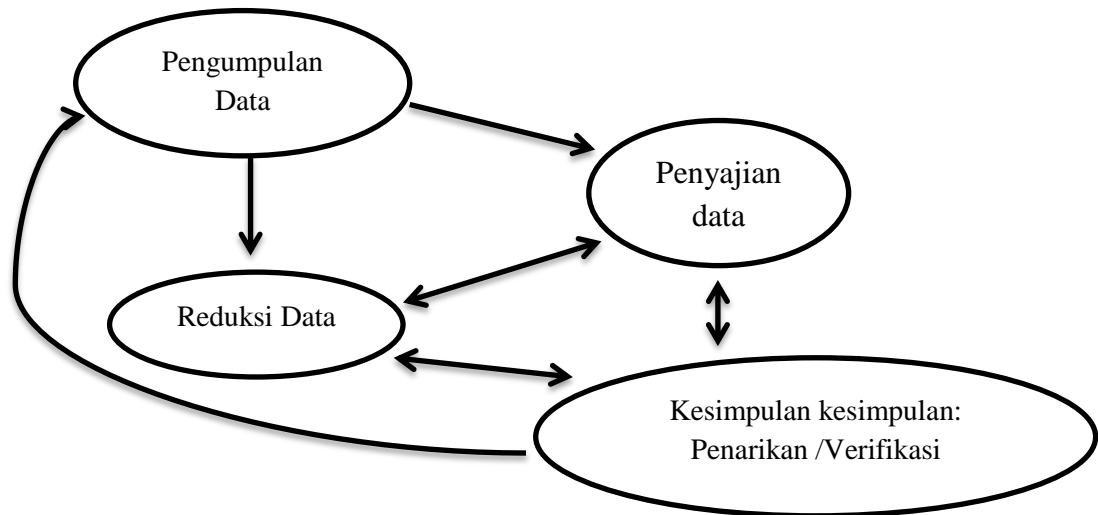 Pengumpulan
Data
Penyajian
data
Reduksi Data
Kesimpulan kesimpulan:
Penarikan /Verifikasi